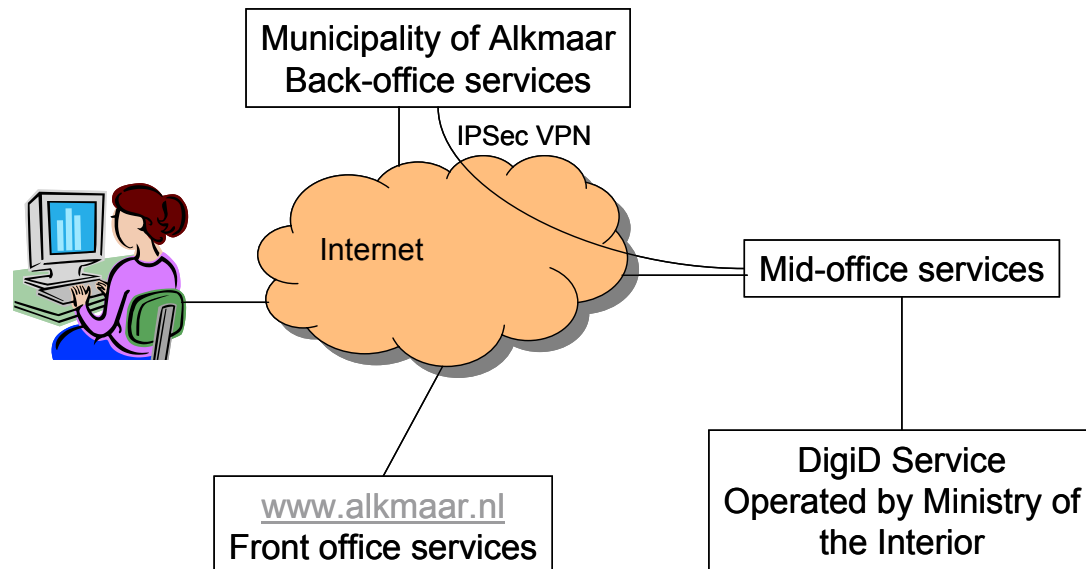 Municipality of Alkmaar
Back-office services
IPSec VPN
Internet
Mid-office services
www.alkmaar.nl
Front office services
DigiD Service
Operated by Ministry of
the Interior